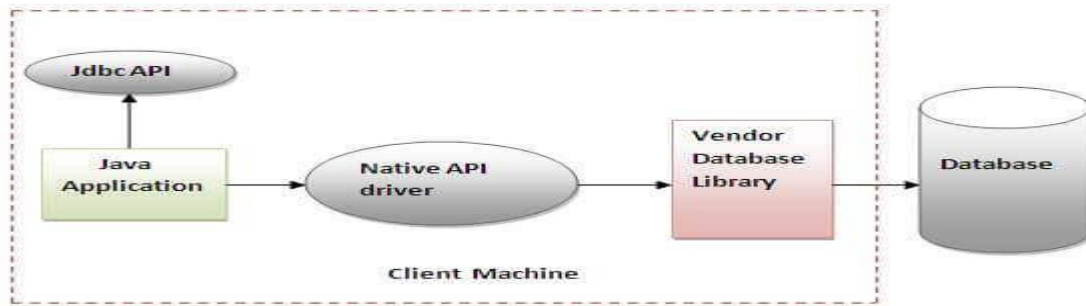 Jdbc API
Java
Application
Native API
driver
Vendor
Database
Library
Database
Client Machine